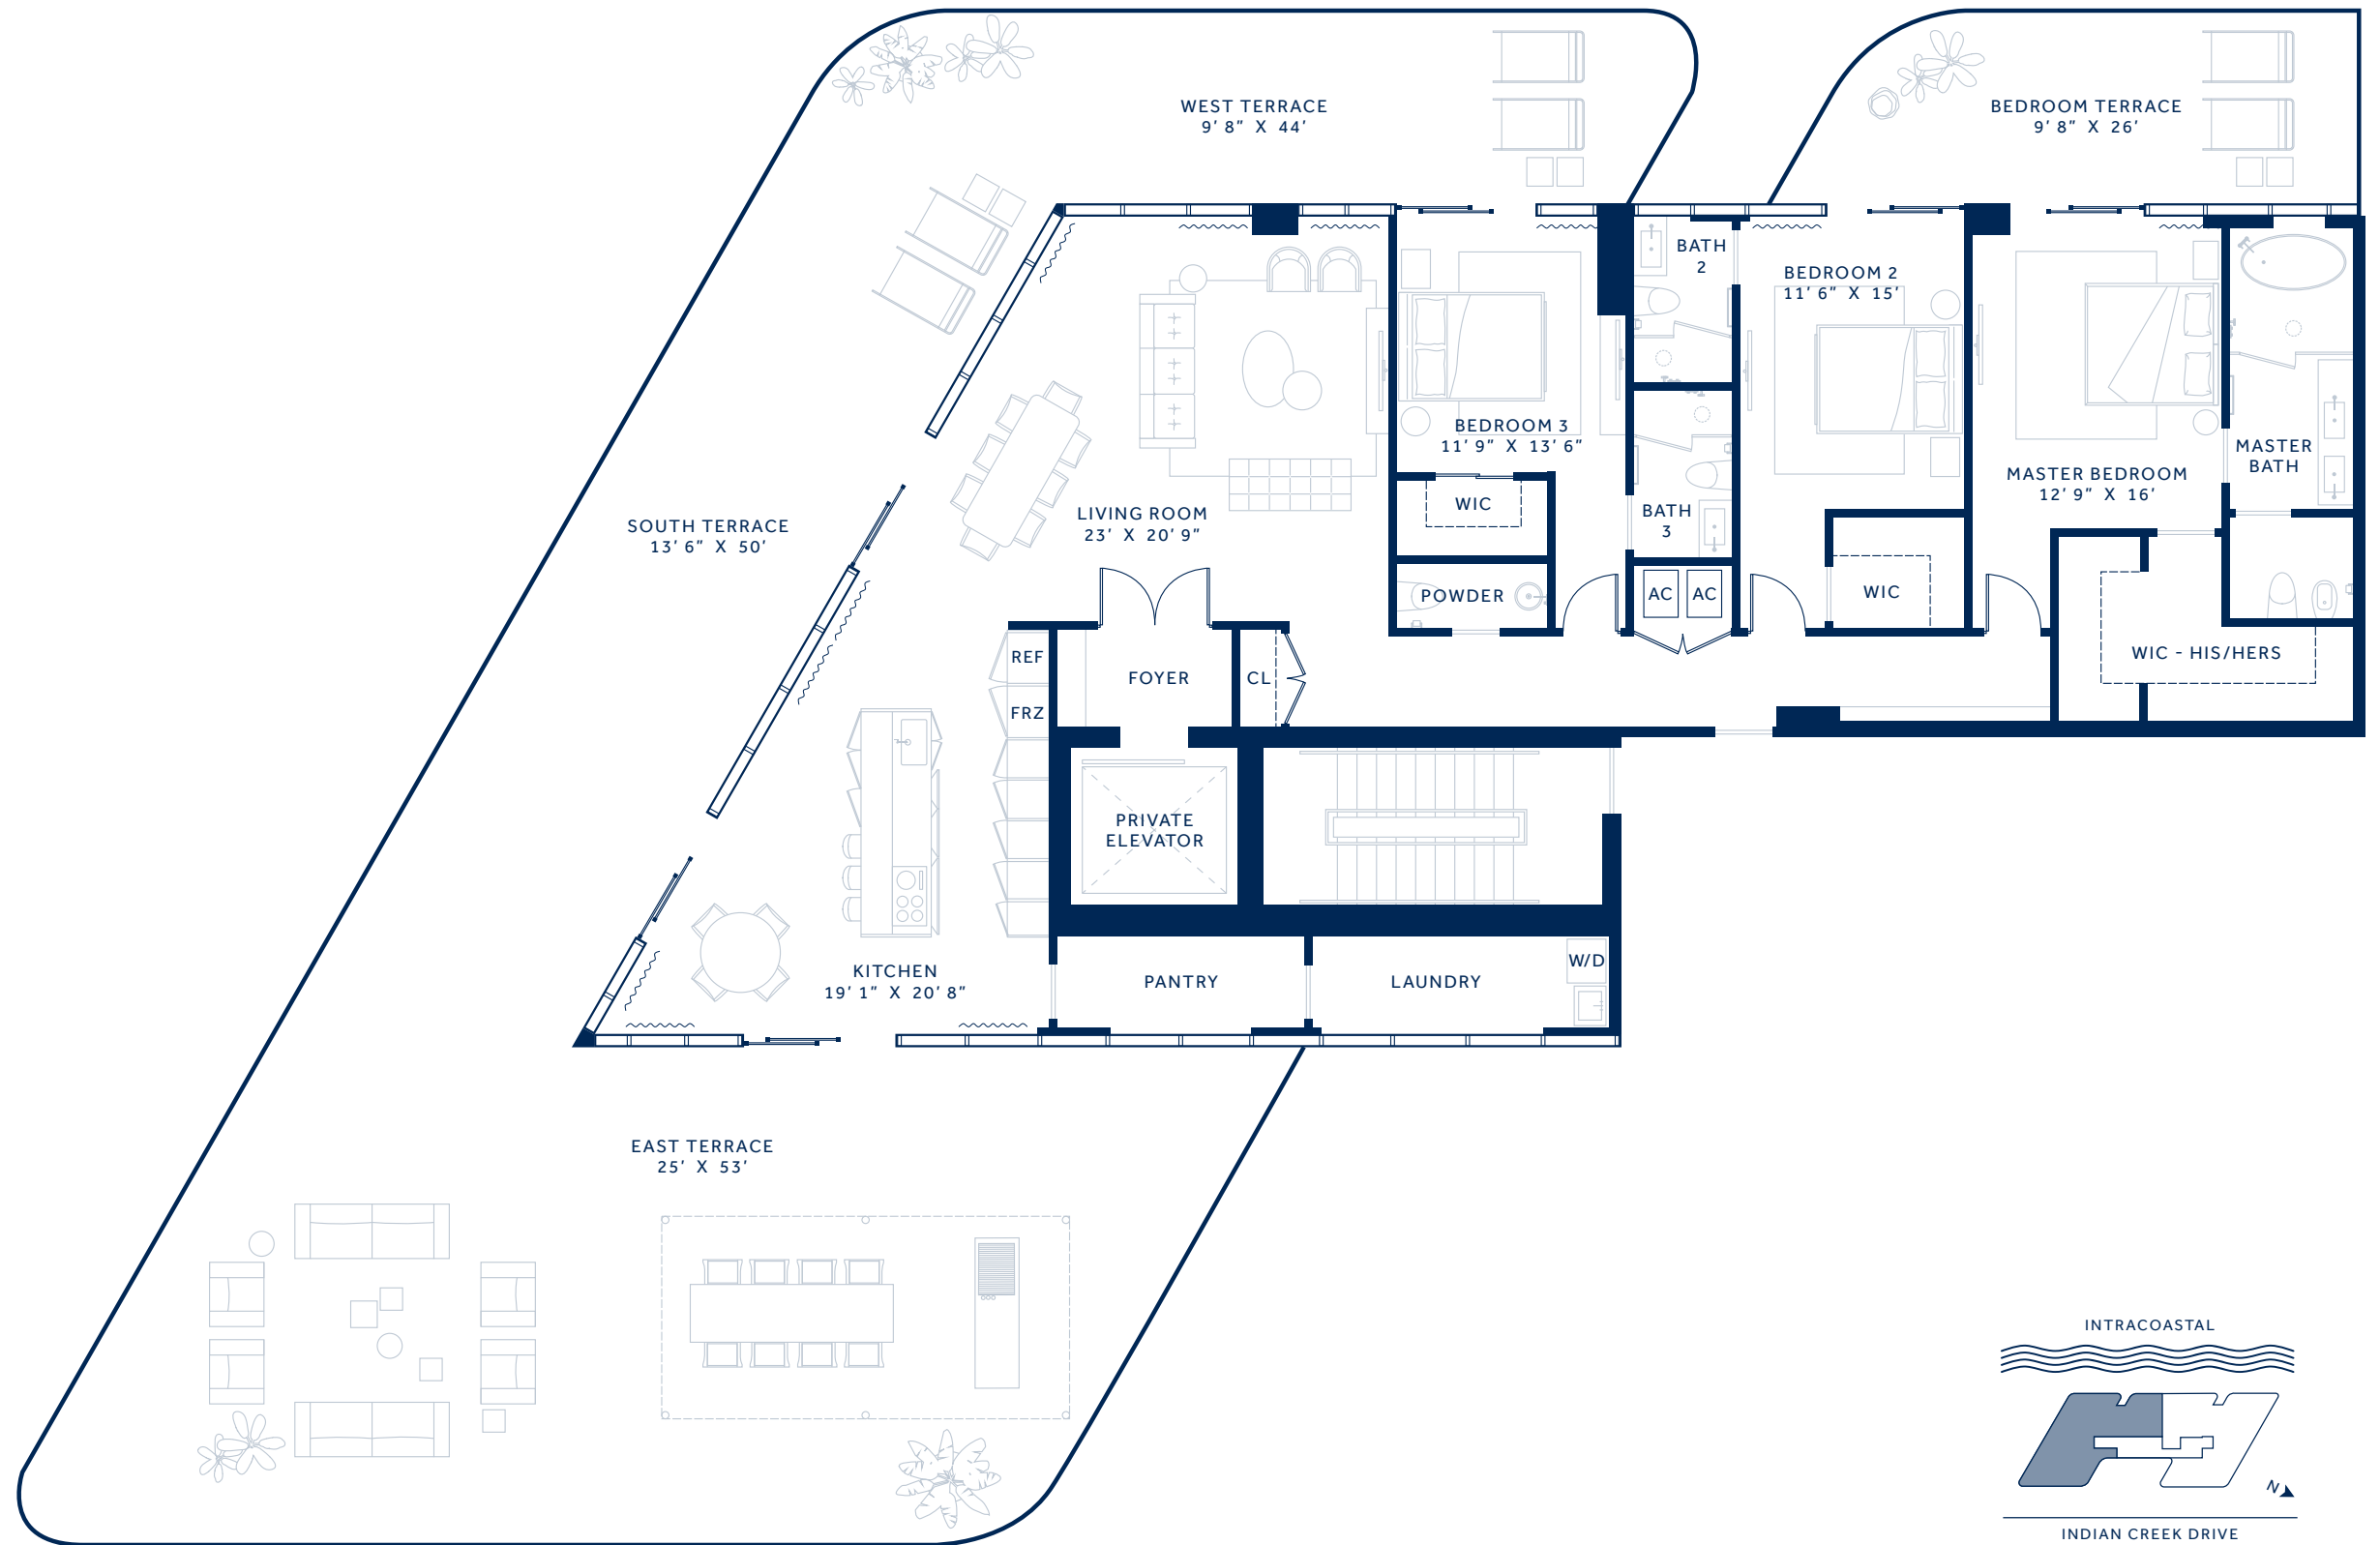 WEST TERRACE
9' 8" X 44'
BEDROOM TERRACE
9' 8" X 26'
BATH
2
BEDROOM 2
11' 6" X 15'
BEDROOM 3
11' 9" X 13' 6"
MASTER
BATH
MASTER BEDROOM
12' 9" X 16'
WIC
LIVING ROOM
23' X 20' 9"
SOUTH TERRACE
13' 6" X 50'
BATH
3
POWDER
AC
AC
WIC
WIC - HIS/HERS
REF
FRZ
FOYER
CL
PRIVATE
ELEVATOR
KITCHEN
19' 1" X 20' 8"
PANTRY
LAUNDRY
W/D
EAST TERRACE
25' X 53'
INTRACOASTAL
N
INDIAN CREEK DRIVE